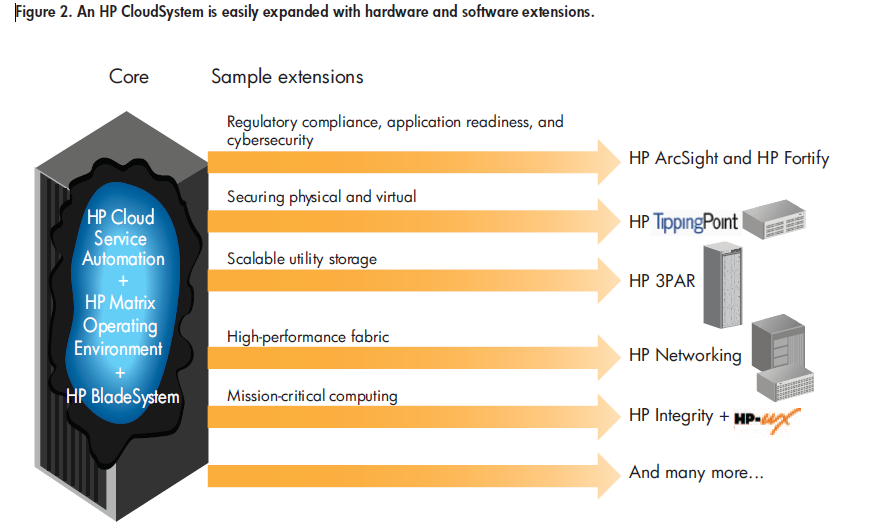 Figure 2. An HP CloudSystem is easily expanded with hardware and software extensions.
Core
Sample extensions
HP Cloud
Service
Automation
+
HP Matrix
Operating
Environment
+
HP BladeSystem
Regulatory compliance, application readiness, and
cybersecurity
HP ArcSight and HP Fortify
Securing physical and virtual
HP TippingPoint
Scalable utility storage
HP 3PAR
High-performance fabric
HP Networking
Mission-critical computing
HP Integrity + HP-UX
And many more...